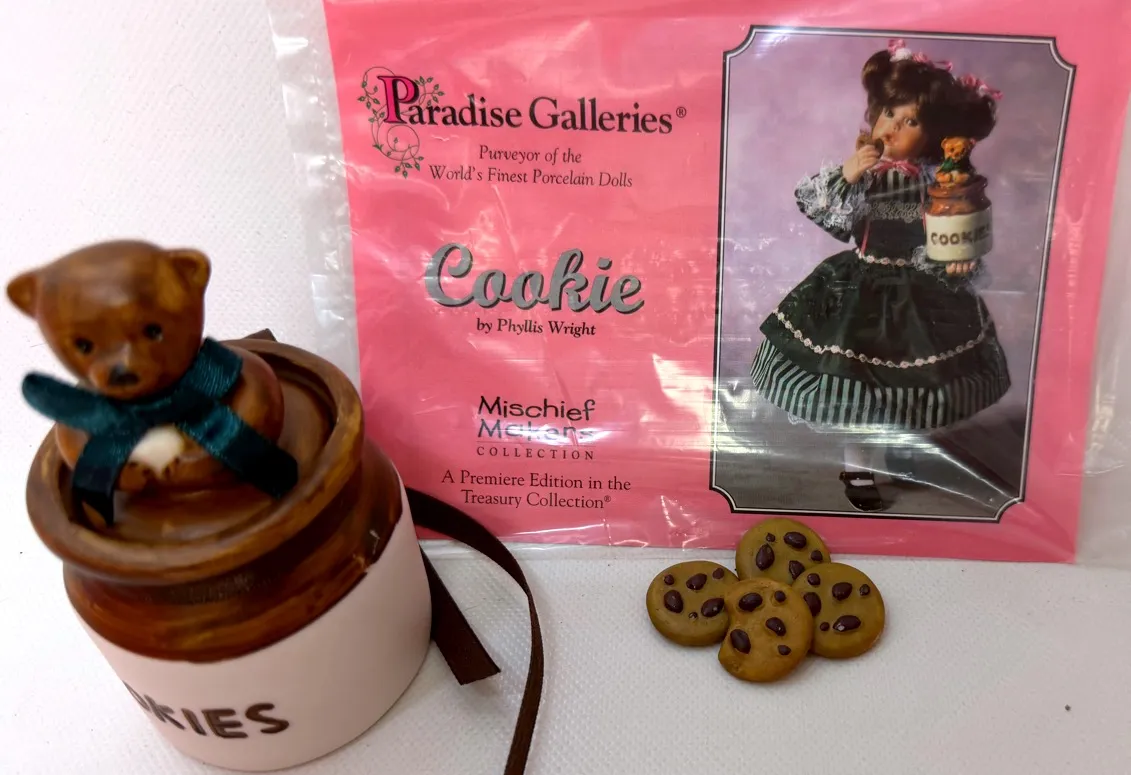 Paradise Galleries®
Purveyor of the
World's Finest Porcelain Dolls
Cookie
by Phyllis Wright
Mischief
Makers
COLLECTION
A Premiere Edition in the
Treasury Collection®
COOKIES
OKIES